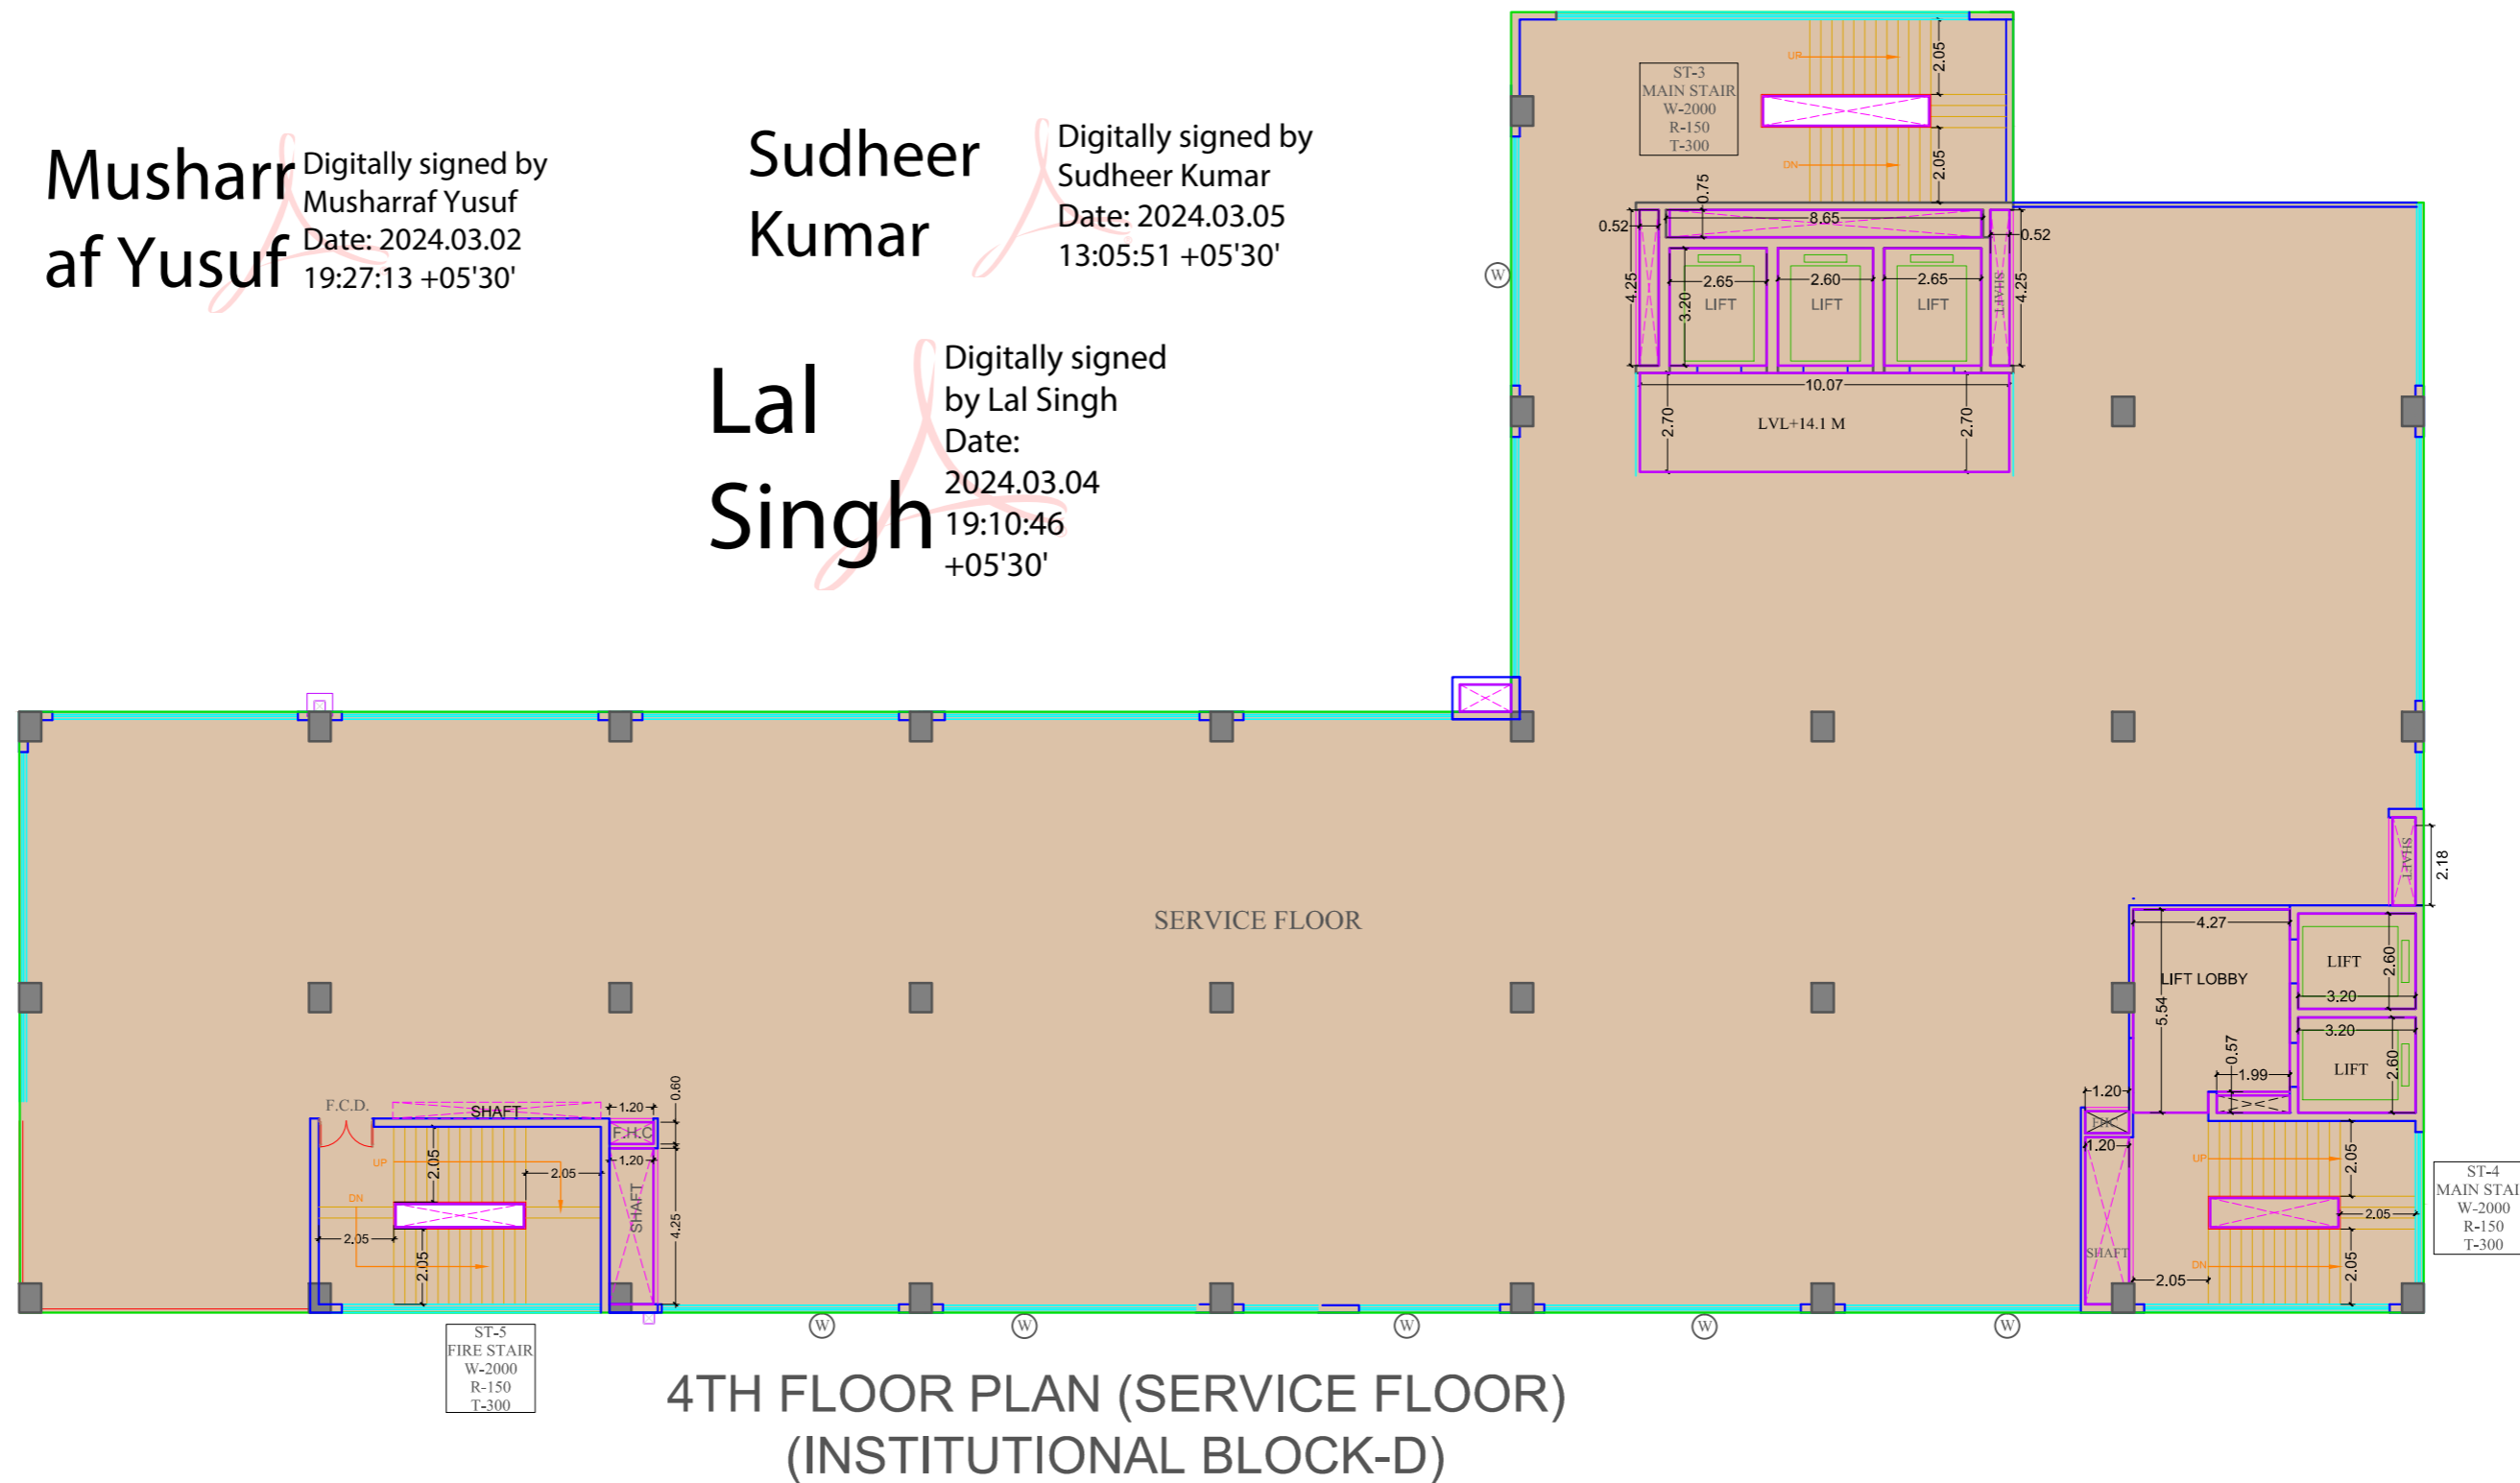 Musharr
af Yusuf
Digitally signed by
Musharraf Yusuf
Date: 2024.03.02
19:27:13 +05'30'
Sudheer
Kumar
Digitally signed by
Sudheer Kumar
Date: 2024.03.05
13:05:51 +05'30'
Lal
Singh
Digitally signed
by Lal Singh
Date:
2024.03.04
19:10:46
+05'30'
ST-3
MAIN STAIR
W-2000
R-150
T-300
UP
2.05
DN
2.05
0.75
8.65
0.52
0.52
4.25
2.65
2.60
2.65
SHAFT
4.25
3.20
LIFT
LIFT
LIFT
10.07
2.70
LVL+14.1 M
2.70
W
SHAFT
2.18
SERVICE FLOOR
4.27
LIFT
2.60
LIFT LOBBY
3.20
5.54
3.20
0.57
LIFT
2.60
1.99
1.20
FHC
1.20
SHAFT
UP
2.05
2.05
DN
2.05
2.05
ST-4
MAIN STAI
W-2000
R-150
T-300
F.C.D.
SHAFT
1.20
0.60
F.H.C
1.20
SHAFT
4.25
UP
2.05
2.05
DN
2.05
2.05
W
W
W
W
W
ST-5
FIRE STAIR
W-2000
R-150
T-300
4TH FLOOR PLAN (SERVICE FLOOR)
(INSTITUTIONAL BLOCK-D)